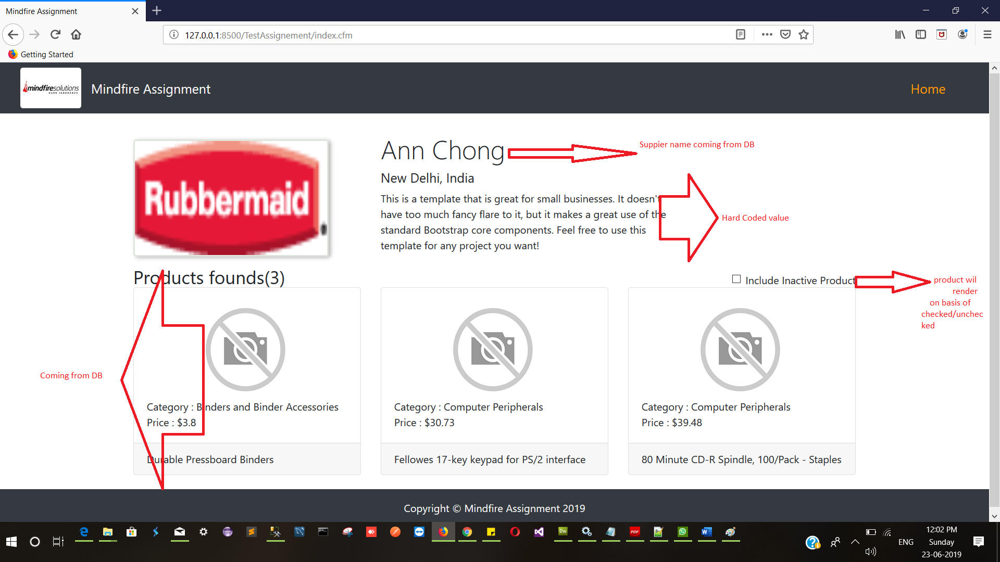 Mindfire Assignment
127.0.0.1:8500/TestAssignement/index.cfm
Getting Started
mindfiresolutions
BURN IGNORANCE
Mindfire Assignment
Home
Rubbermaid
Ann Chong
Suppier name coming from DB
New Delhi, India
This is a template that is great for small businesses. It doesn't
have too much fancy flare to it, but it makes a great use of the
standard Bootstrap core components. Feel free to use this
template for any project you want!
Hard Coded value
Products founds(3)
Include Inactive Product
product wil
render
on basis of
checked/unchec
ked
Coming from DB
Category : Binders and Binder Accessories
Price : $3.8
Durable Pressboard Binders
Category : Computer Peripherals
Price : $30.73
Fellowes 17-key keypad for PS/2 interface
Category : Computer Peripherals
Price : $39.48
80 Minute CD-R Spindle, 100/Pack - Staples
Copyright © Mindfire Assignment 2019
Dw
PDF
ENG
12:02 PM
Sunday
23-06-2019